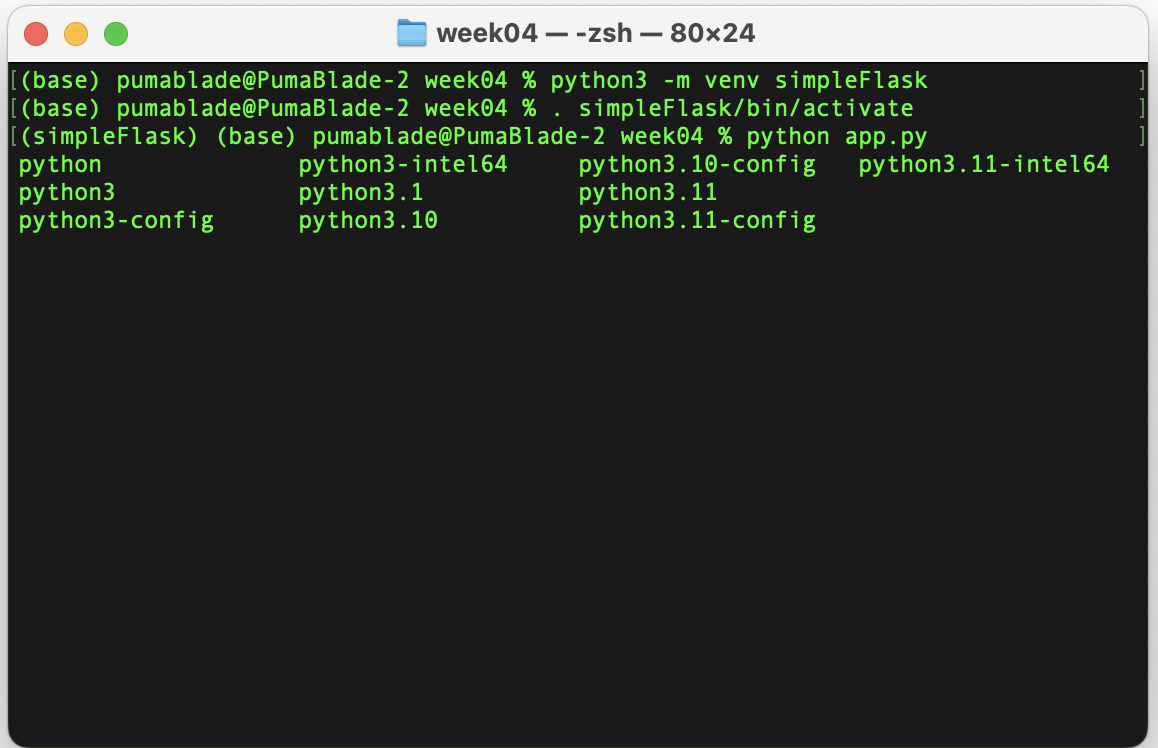 week04 — -zsh — 80×24
[(base) pumablade@PumaBlade-2 week04 % python3 -m venv simpleFlask ]
[(base) pumablade@PumaBlade-2 week04 % . simpleFlask/bin/activate ]
[(simpleFlask) (base) pumablade@PumaBlade-2 week04 % python app.py ]
python python3-intel64 python3.10-config python3.11-intel64
python3 python3.1 python3.11
python3-config python3.10 python3.11-config